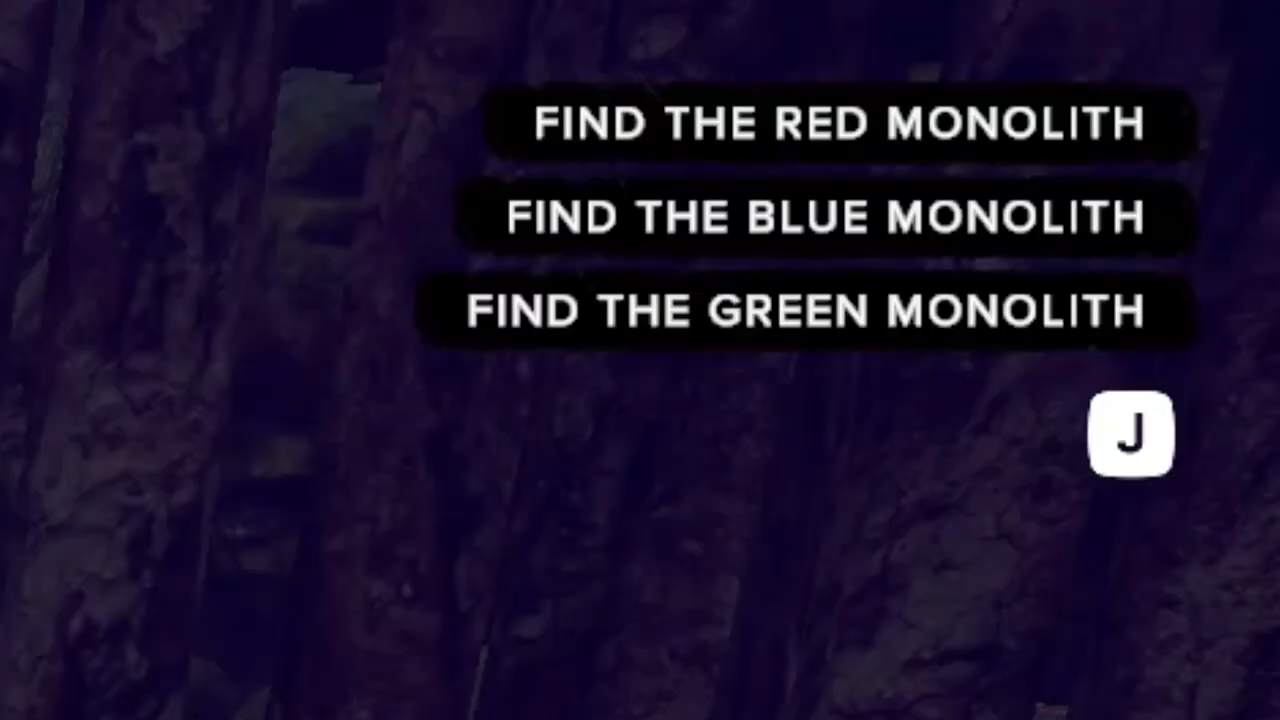 FIND THE RED MONOLITH
FIND THE BLUE MONOLITH
FIND THE GREEN MONOLITH
J